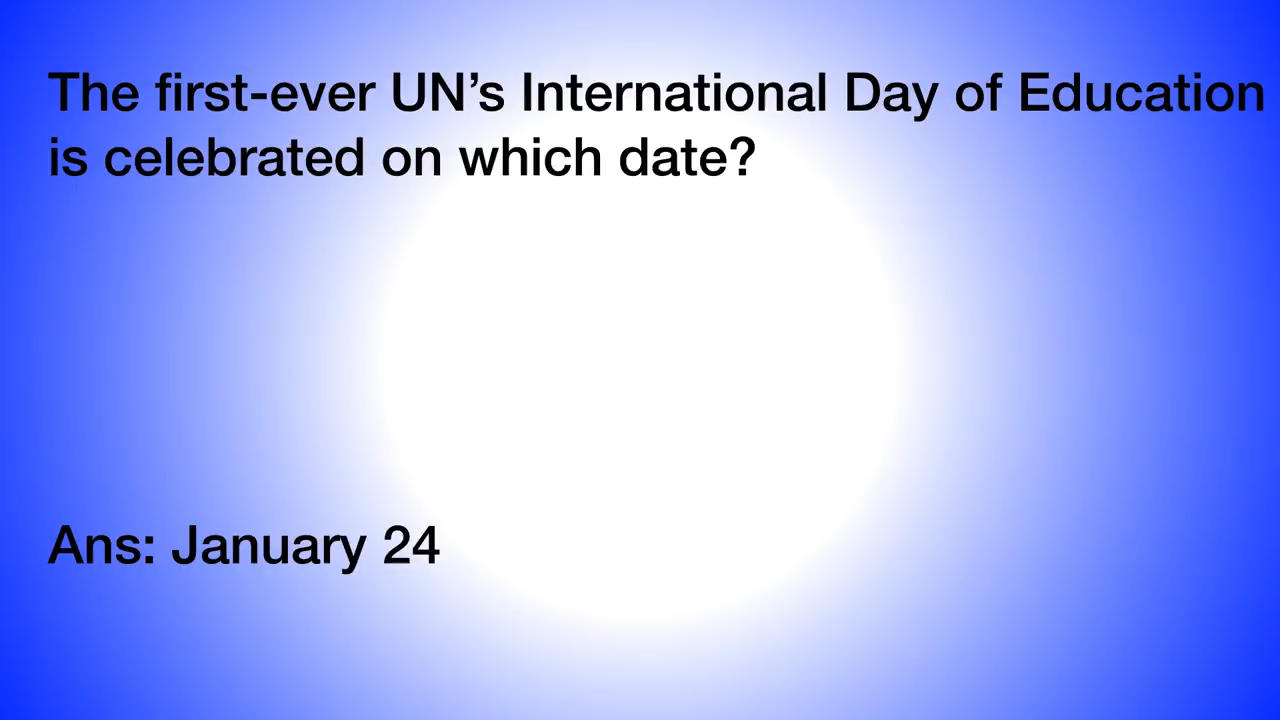 The first-ever UN’s International Day of Education
is celebrated on which date?
Ans: January 24